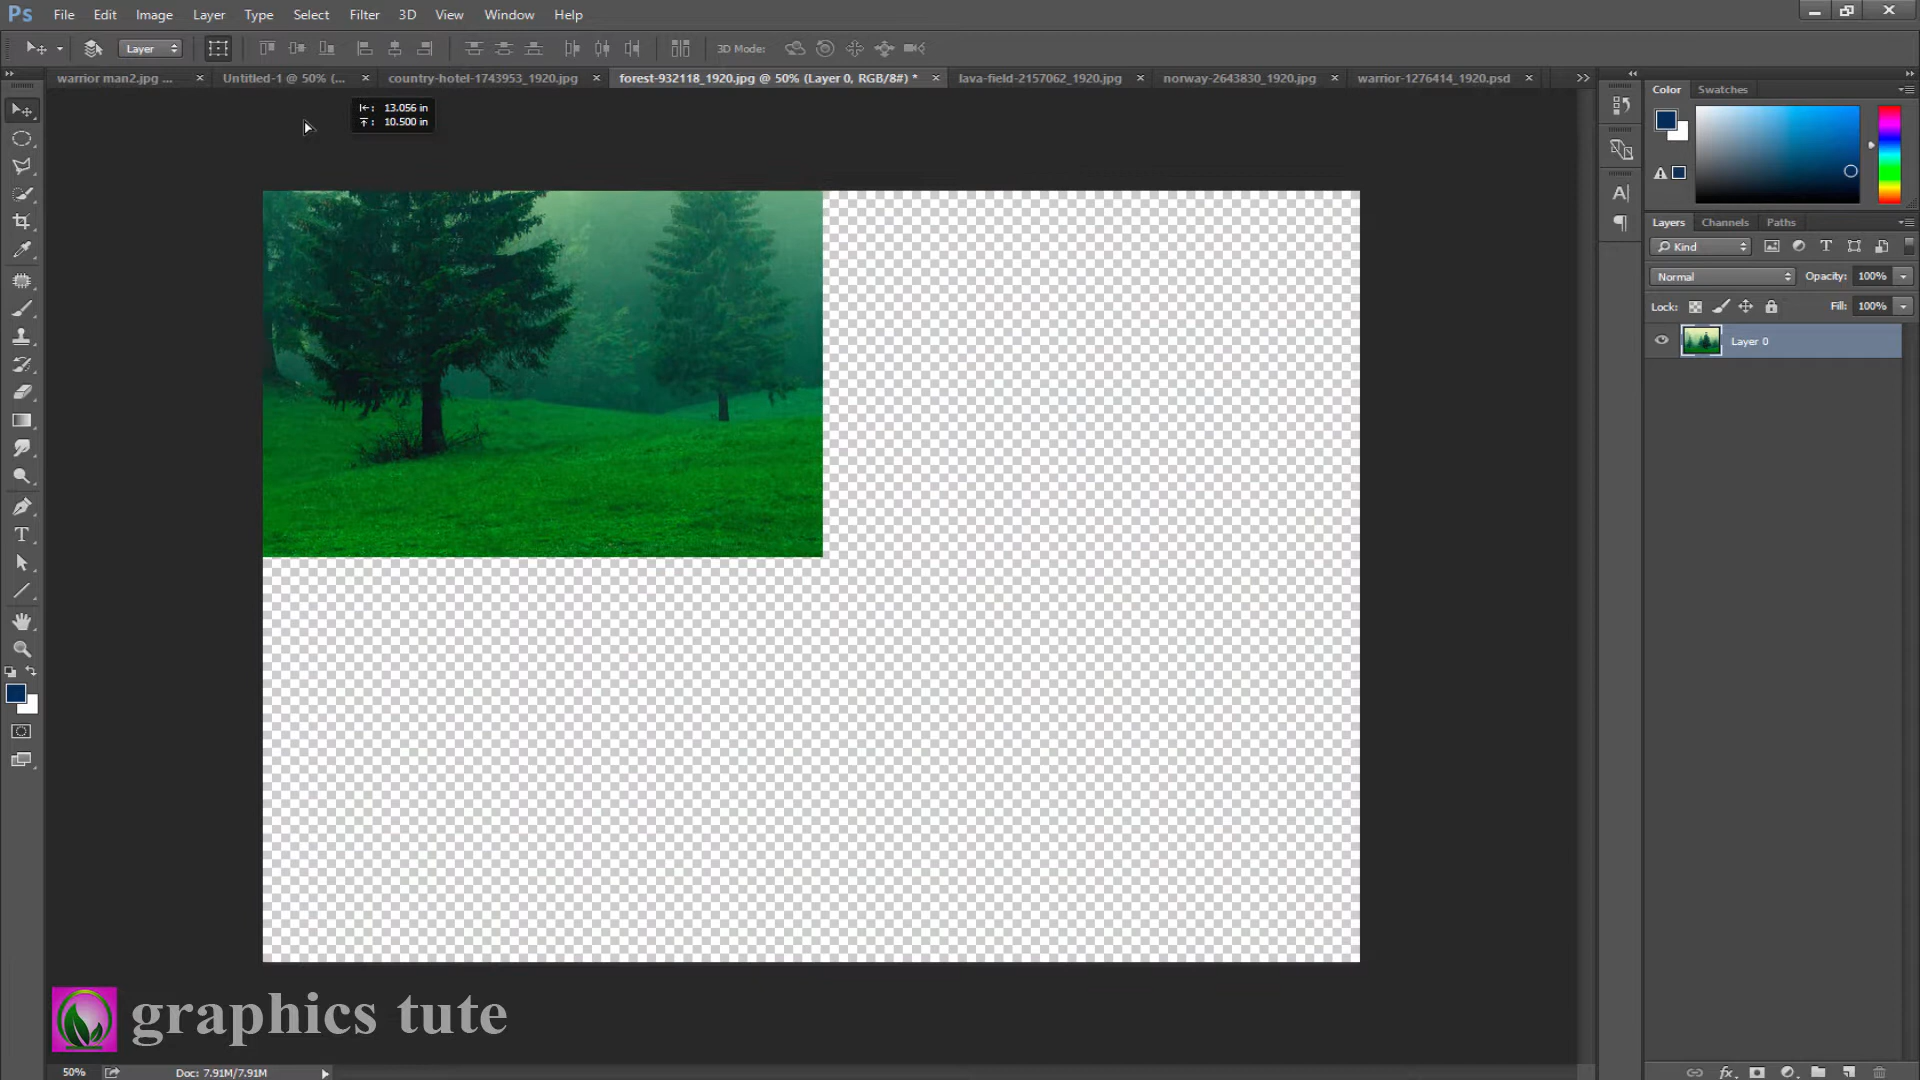 Ps File Edit Image Layer Type Select Filter 3D View Window Help
Layer 3D Mode:
warrior man2.jpg ... × Untitled-1 @ 50% (... × country-hotel-1743953_1920.jpg × forest-932118_1920.jpg @ 50% (Layer 0, RGB/8#) * × lava-field-2157062_1920.jpg × norway-2643830_1920.jpg × warrior-1276414_1920.psd ×
13.056 in
10.500 in
Color Swatches
Layers Channels Paths
Kind
Normal Opacity: 100%
Lock: Fill: 100%
Layer 0
graphics tute
50% Doc: 7.91M/7.91M